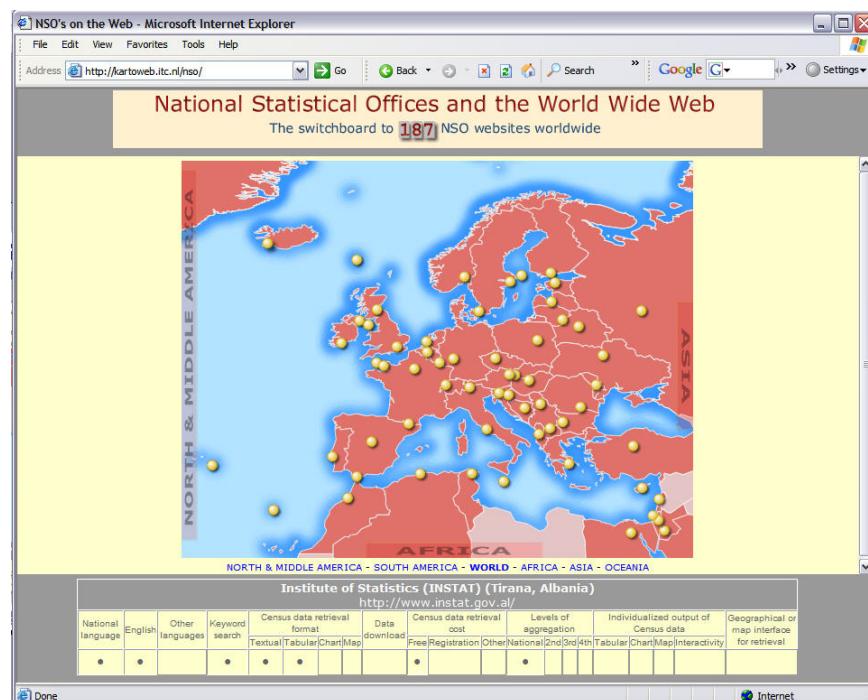 NSO's on the Web - Microsoft Internet Explorer
File Edit View Favorites Tools Help
Address http://kartoweb.itc.nl/nso/ Go Back Search » Google G » Settings
National Statistical Offices and the World Wide Web
The switchboard to 187 NSO websites worldwide
NORTH & MIDDLE AMERICA
ASIA
AFRICA
NORTH & MIDDLE AMERICA - SOUTH AMERICA - WORLD - AFRICA - ASIA - OCEANIA
Institute of Statistics (INSTAT) (Tirana, Albania)
http://www.instat.gov.al/
National language
English
Other languages
Keyword search
Census data retrieval format
Textual Tabular Chart Map
Data download
Census data retrieval cost
Free Registration Other
Levels of aggregation
National 2nd 3rd 4th
Individualized output of Census data
Tabular Chart Map Interactivity
Geographical or map interface for retrieval
Done Internet